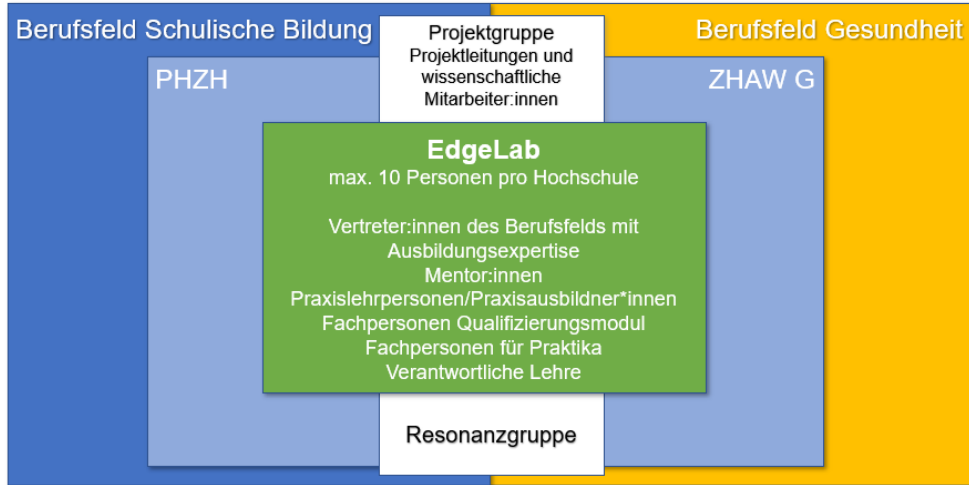 Berufsfeld Schulische Bildung
Projektgruppe
Projektleitungen und
wissenschaftliche
Mitarbeiter:innen
Berufsfeld Gesundheit
PHZH
ZHAW G
EdgeLab
max. 10 Personen pro Hochschule
Vertreter:innen des Berufsfelds mit
Ausbildungsexpertise
Mentor:innen
Praxislehrpersonen/Praxisausbildner*innen
Fachpersonen Qualifizierungsmodul
Fachpersonen für Praktika
Verantwortliche Lehre
Resonanzgruppe